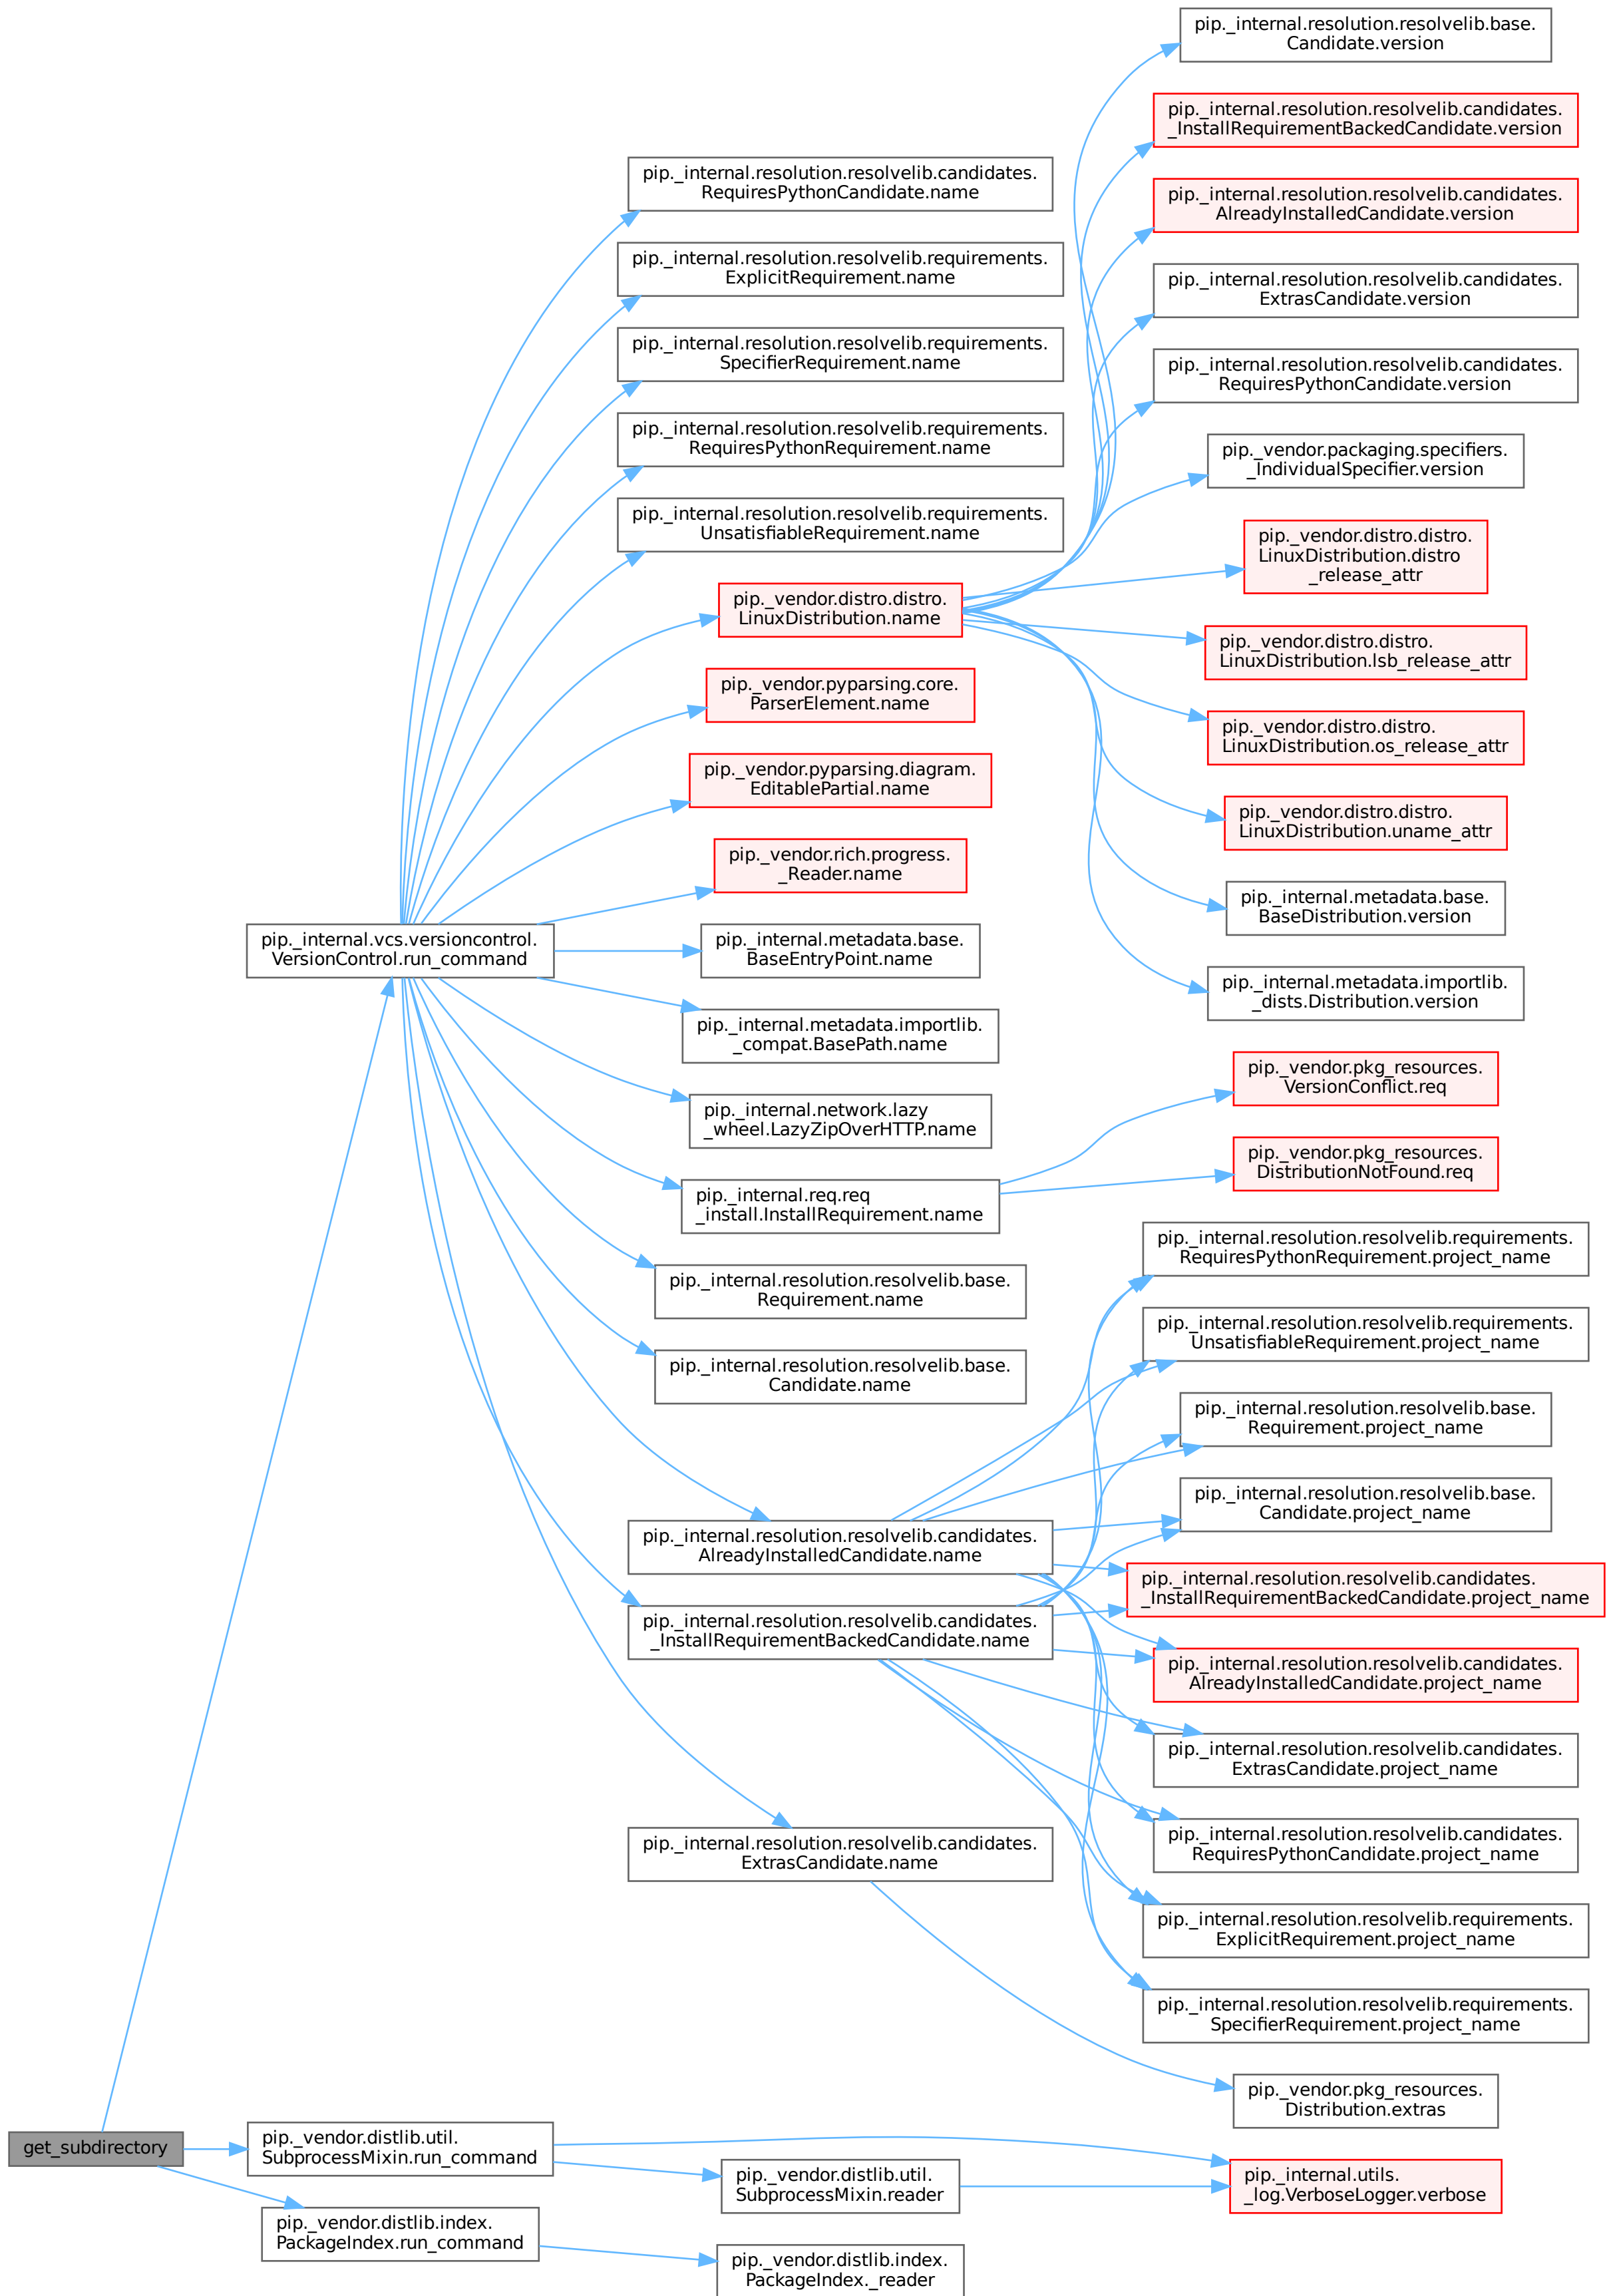 pip._internal.resolution.resolvelib.base.
Candidate.version
pip._internal.resolution.resolvelib.candidates.
_InstallRequirementBackedCandidate.version
pip._internal.resolution.resolvelib.candidates.
RequiresPythonCandidate.name
pip._internal.resolution.resolvelib.candidates.
AlreadyInstalledCandidate.version
pip._internal.resolution.resolvelib.requirements.
ExplicitRequirement.name
pip._internal.resolution.resolvelib.candidates.
ExtrasCandidate.version
pip._internal.resolution.resolvelib.requirements.
SpecifierRequirement.name
pip._internal.resolution.resolvelib.candidates.
RequiresPythonCandidate.version
pip._internal.resolution.resolvelib.requirements.
RequiresPythonRequirement.name
pip._vendor.packaging.specifiers.
_IndividualSpecifier.version
pip._internal.resolution.resolvelib.requirements.
UnsatisfiableRequirement.name
pip._vendor.distro.distro.
LinuxDistribution.distro
_release_attr
pip._vendor.distro.distro.
LinuxDistribution.name
pip._vendor.distro.distro.
LinuxDistribution.lsb_release_attr
pip._vendor.pyparsing.core.
ParserElement.name
pip._vendor.distro.distro.
LinuxDistribution.os_release_attr
pip._vendor.pyparsing.diagram.
EditablePartial.name
pip._vendor.distro.distro.
LinuxDistribution.uname_attr
pip._vendor.rich.progress.
_Reader.name
pip._internal.metadata.base.
BaseDistribution.version
pip._internal.vcs.versioncontrol.
VersionControl.run_command
pip._internal.metadata.base.
BaseEntryPoint.name
pip._internal.metadata.importlib.
_dists.Distribution.version
pip._internal.metadata.importlib.
_compat.BasePath.name
pip._vendor.pkg_resources.
VersionConflict.req
pip._internal.network.lazy
_wheel.LazyZipOverHTTP.name
pip._vendor.pkg_resources.
DistributionNotFound.req
pip._internal.req.req
_install.InstallRequirement.name
pip._internal.resolution.resolvelib.requirements.
RequiresPythonRequirement.project_name
pip._internal.resolution.resolvelib.base.
Requirement.name
pip._internal.resolution.resolvelib.requirements.
UnsatisfiableRequirement.project_name
pip._internal.resolution.resolvelib.base.
Candidate.name
pip._internal.resolution.resolvelib.base.
Requirement.project_name
pip._internal.resolution.resolvelib.base.
Candidate.project_name
pip._internal.resolution.resolvelib.candidates.
AlreadyInstalledCandidate.name
pip._internal.resolution.resolvelib.candidates.
_InstallRequirementBackedCandidate.project_name
pip._internal.resolution.resolvelib.candidates.
_InstallRequirementBackedCandidate.name
pip._internal.resolution.resolvelib.candidates.
AlreadyInstalledCandidate.project_name
pip._internal.resolution.resolvelib.candidates.
ExtrasCandidate.project_name
pip._internal.resolution.resolvelib.candidates.
RequiresPythonCandidate.project_name
pip._internal.resolution.resolvelib.candidates.
ExtrasCandidate.name
pip._internal.resolution.resolvelib.requirements.
ExplicitRequirement.project_name
pip._internal.resolution.resolvelib.requirements.
SpecifierRequirement.project_name
pip._vendor.pkg_resources.
Distribution.extras
get_subdirectory
pip._vendor.distlib.util.
SubprocessMixin.run_command
pip._vendor.distlib.util.
SubprocessMixin.reader
pip._internal.utils.
_log.VerboseLogger.verbose
pip._vendor.distlib.index.
PackageIndex.run_command
pip._vendor.distlib.index.
PackageIndex._reader